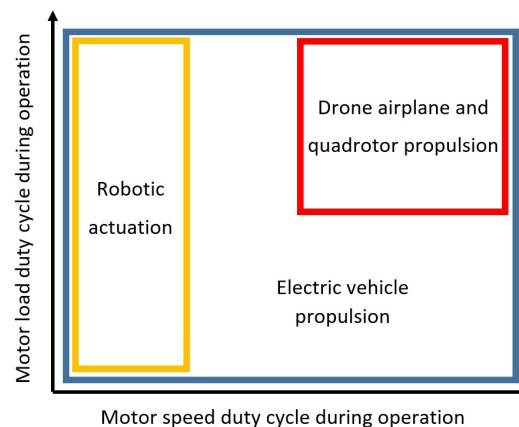 Motor load duty cycle during operation
Robotic
actuation
Drone airplane and
quadrotor propulsion
Electric vehicle
propulsion
Motor speed duty cycle during operation